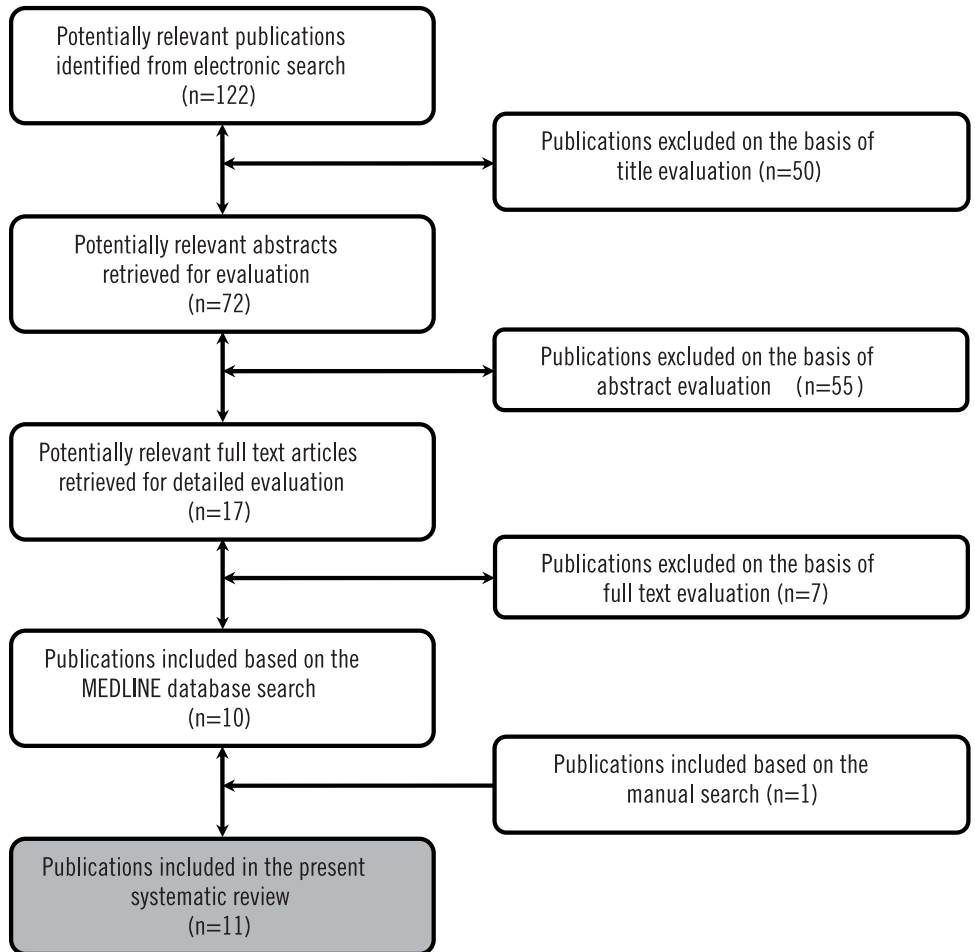 Potentially relevant publications
identified from electronic search
(n=122)
Publications excluded on the basis of
title evaluation (n=50)
Potentially relevant abstracts
retrieved for evaluation
(n=72)
Publications excluded on the basis of
abstract evaluation (n=55)
Potentially relevant full text articles
retrieved for detailed evaluation
(n=17)
Publications excluded on the basis of
full text evaluation (n=7)
Publications included based on the
MEDLINE database search
(n=10)
Publications included based on the
manual search (n=1)
Publications included in the present
systematic review
(n=11)